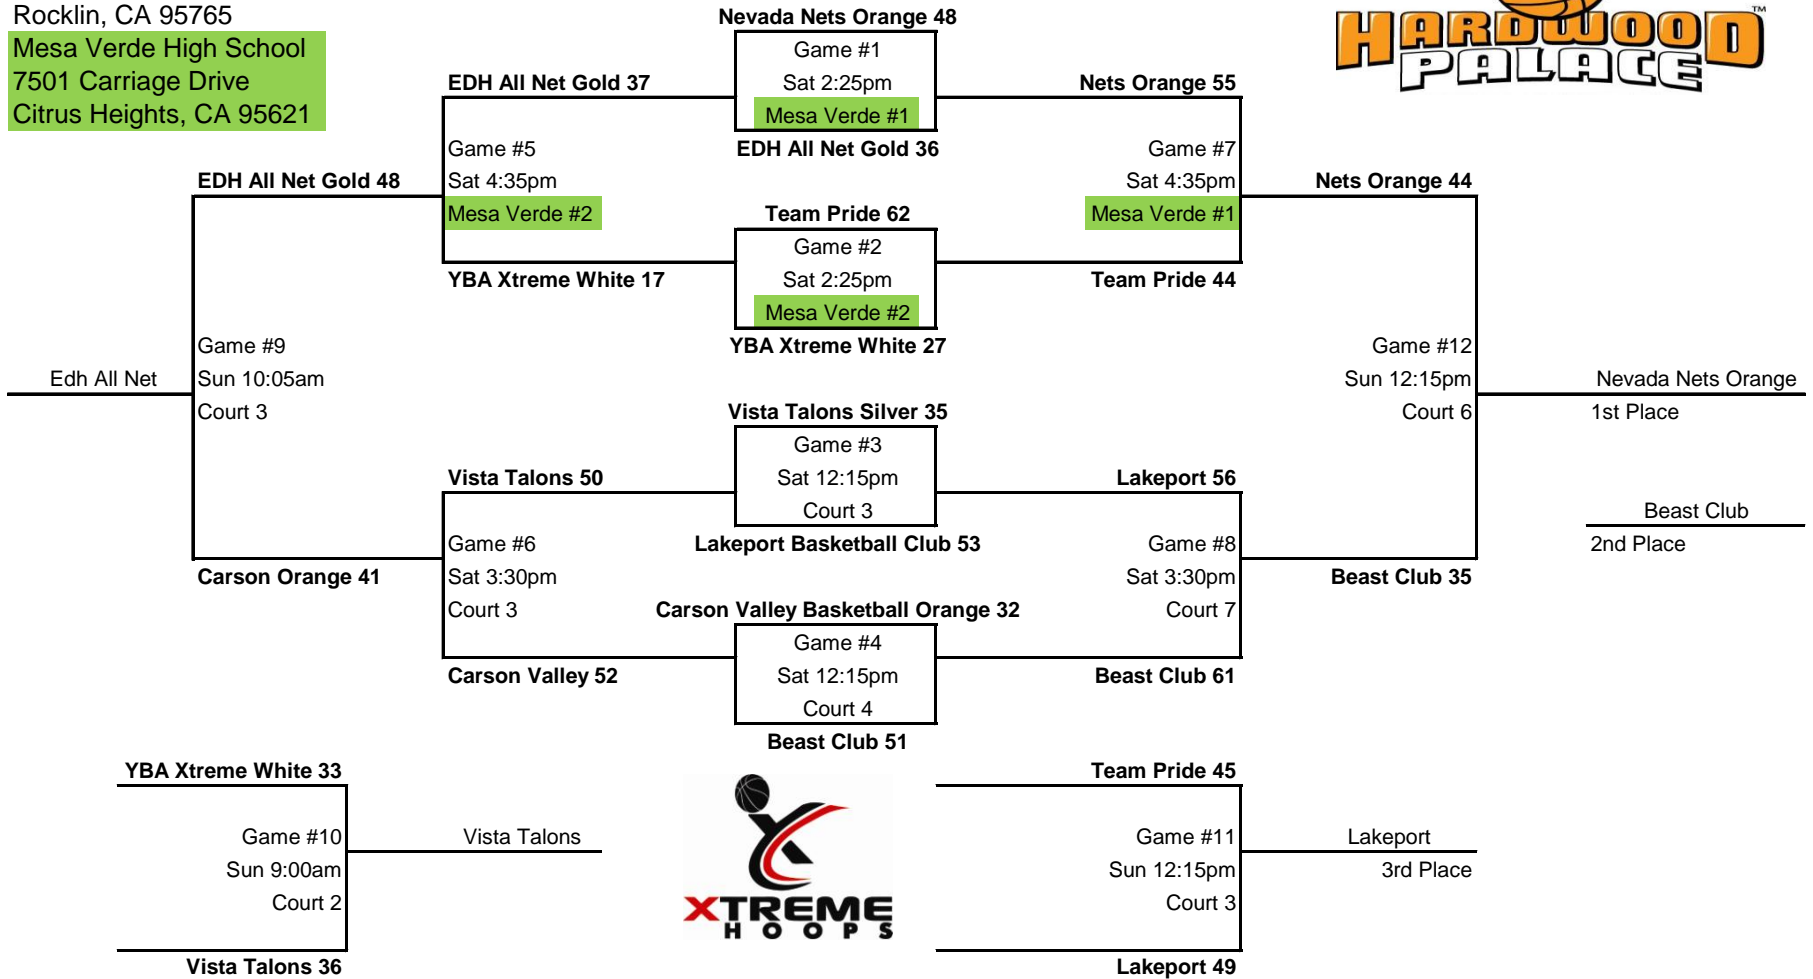 Rocklin, CA 95765
Mesa Verde High School
7501 Carriage Drive
Citrus Heights, CA 95621
HARDWOOD
PALACE
TM
Nevada Nets Orange 48
Game #1
Sat 2:25pm
Mesa Verde #1
EDH All Net Gold 36
EDH All Net Gold 37
Game #5
Sat 4:35pm
Mesa Verde #2
YBA Xtreme White 17
Nets Orange 55
Game #7
Sat 4:35pm
Mesa Verde #1
Team Pride 44
Team Pride 62
Game #2
Sat 2:25pm
Mesa Verde #2
YBA Xtreme White 27
EDH All Net Gold 48
Game #9
Sun 10:05am
Court 3
Carson Orange 41
Edh All Net
Nets Orange 44
Game #12
Sun 12:15pm
Court 6
Beast Club 35
Nevada Nets Orange
1st Place
Beast Club
2nd Place
Vista Talons Silver 35
Game #3
Sat 12:15pm
Court 3
Lakeport Basketball Club 53
Vista Talons 50
Game #6
Sat 3:30pm
Court 3
Carson Valley 52
Lakeport 56
Game #8
Sat 3:30pm
Court 7
Beast Club 61
Carson Valley Basketball Orange 32
Game #4
Sat 12:15pm
Court 4
Beast Club 51
YBA Xtreme White 33
Game #10
Sun 9:00am
Court 2
Vista Talons 36
Vista Talons
XTREME
HOOPS
Team Pride 45
Game #11
Sun 12:15pm
Court 3
Lakeport 49
Lakeport
3rd Place